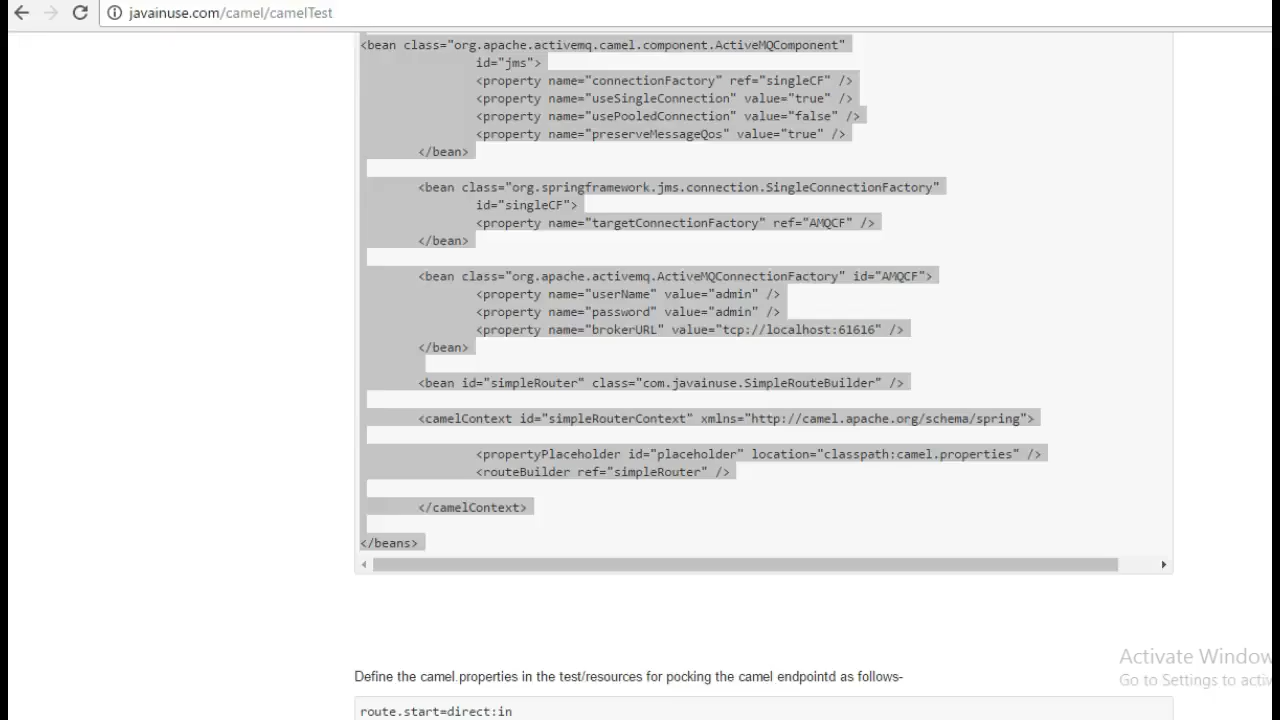 javainuse.com/camel/camelTest
<bean class="org.apache.activemq.camel.component.ActiveMQComponent"
id="jms">
<property name="connectionFactory" ref="singleCF" />
<property name="useSingleConnection" value="true" />
<property name="usePooledConnection" value="false" />
<property name="preserveMessageQos" value="true" />
</bean>
<bean class="org.springframework.jms.connection.SingleConnectionFactory"
id="singleCF">
<property name="targetConnectionFactory" ref="AMQCF" />
</bean>
<bean class="org.apache.activemq.ActiveMQConnectionFactory" id="AMQCF">
<property name="userName" value="admin" />
<property name="password" value="admin" />
<property name="brokerURL" value="tcp://localhost:61616" />
</bean>
<bean id="simpleRouter" class="com.javainuse.SimpleRouteBuilder" />
<camelContext id="simpleRouterContext" xmlns="http://camel.apache.org/schema/spring">
<propertyPlaceholder id="placeholder" location="classpath:camel.properties" />
<routeBuilder ref="simpleRouter" />
</camelContext>
</beans>
Define the camel.properties in the test/resources for pocking the camel endpointd as follows-
route.start=direct:in
Activate Window
Go to Settings to activ